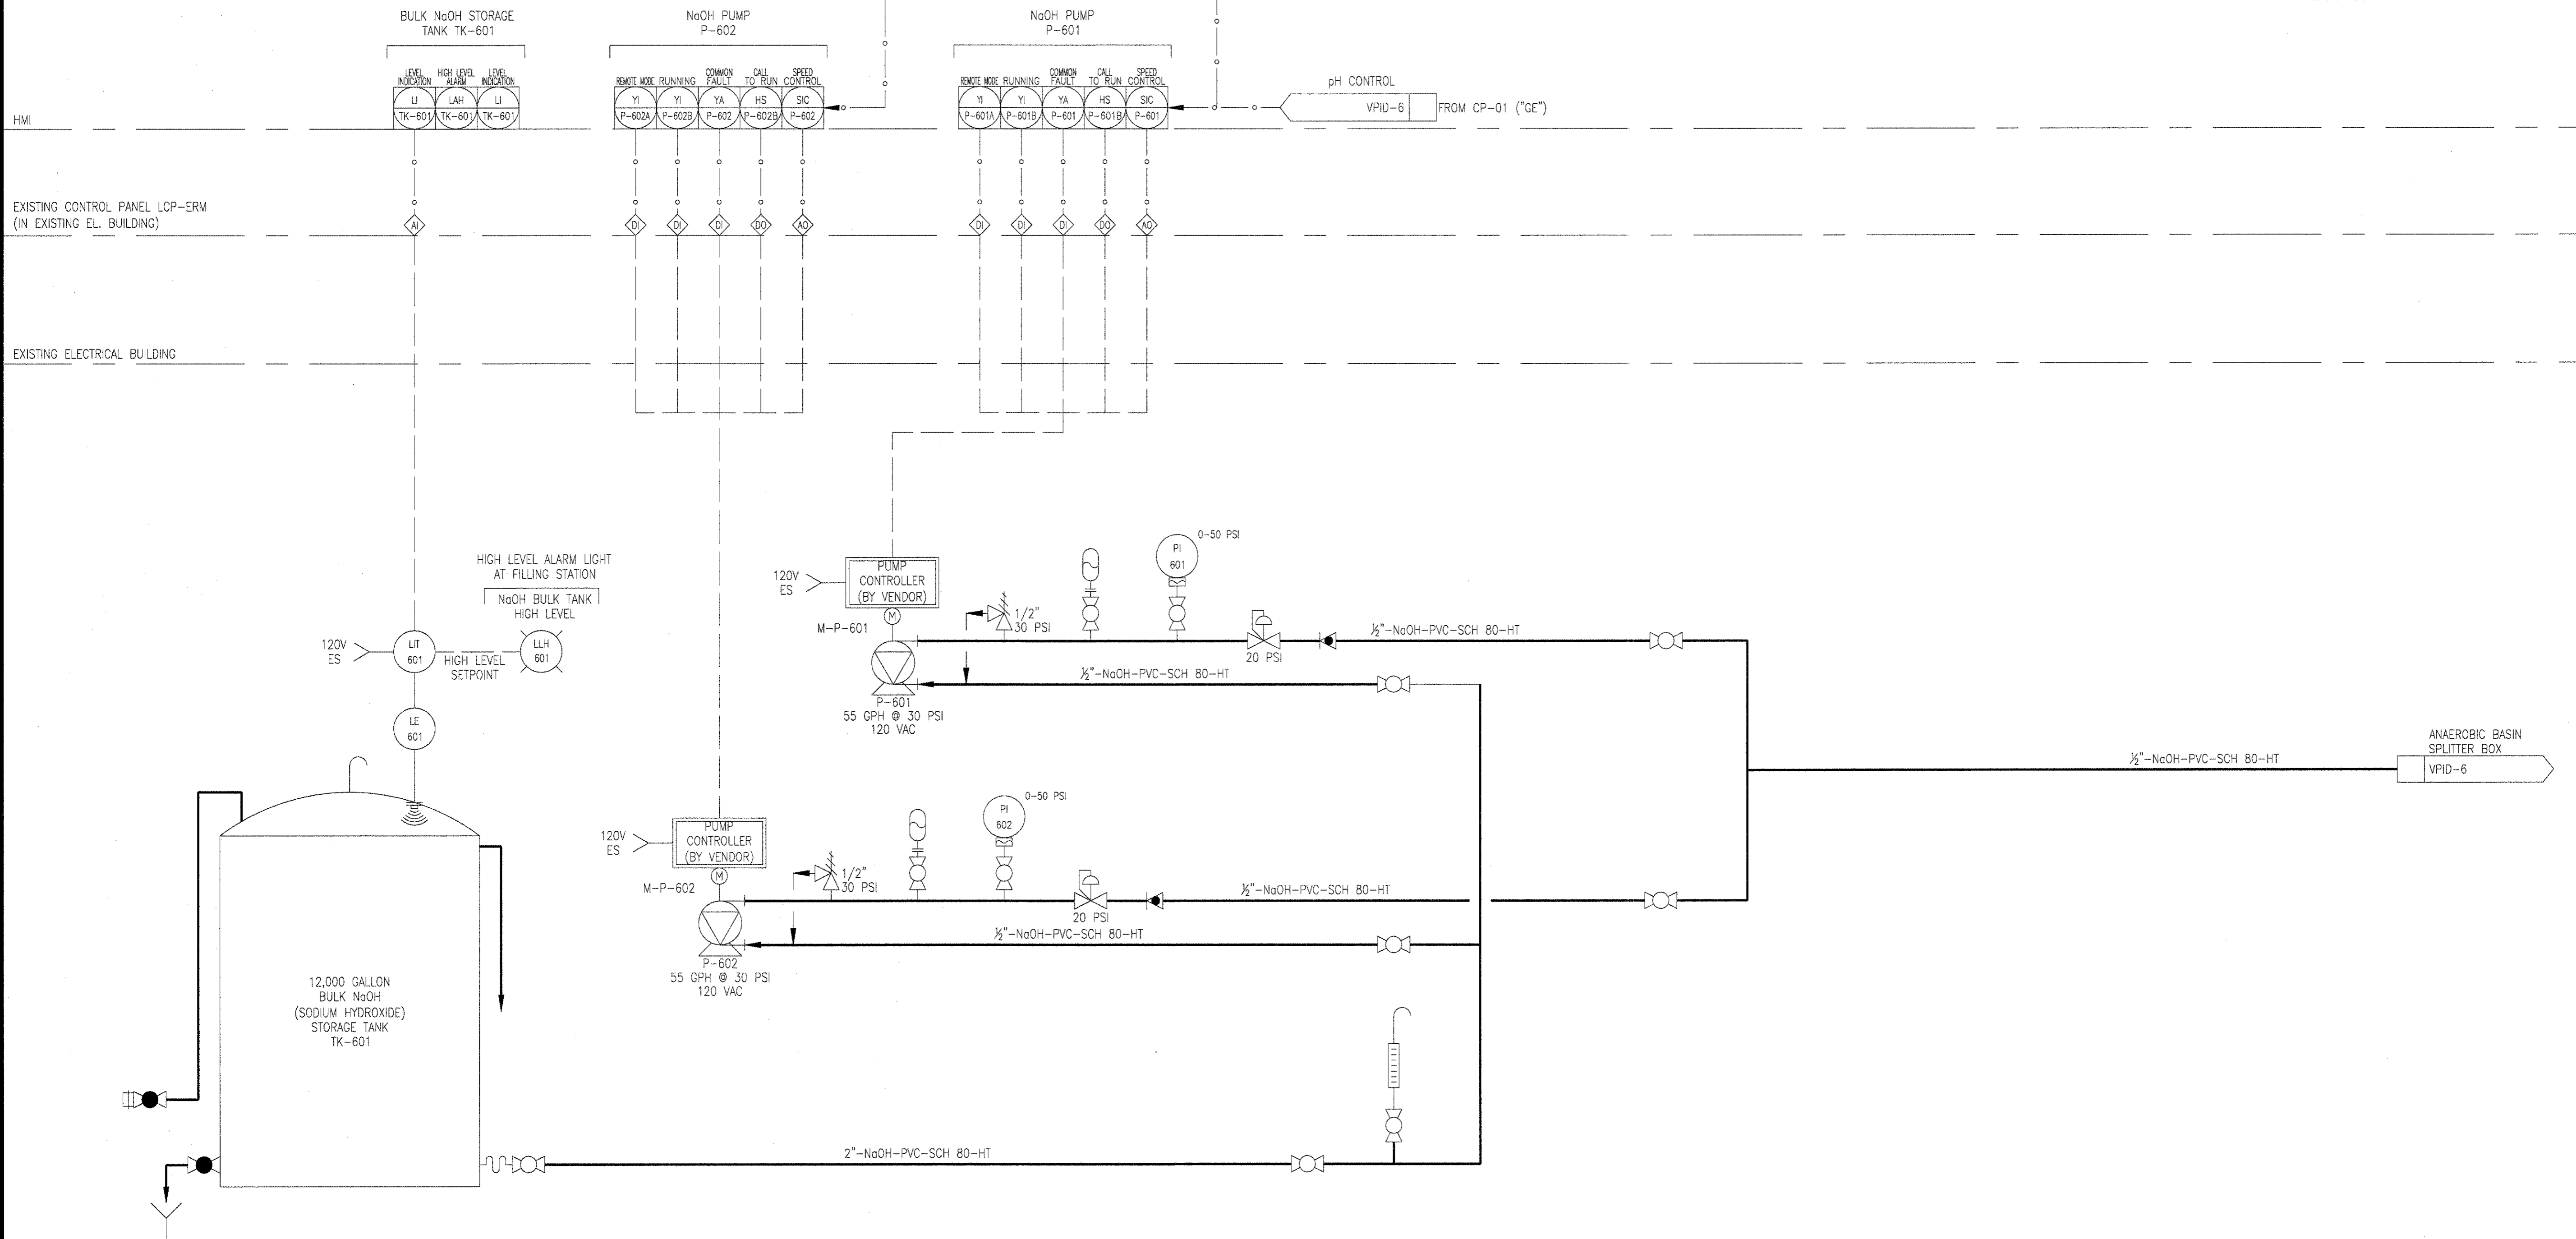 BULK NaOH STORAGE
TANK TK-601
LEVEL
INDICATION
HIGH LEVEL
ALARM
LEVEL
INDICATION
LI
TK-601
LAH
TK-601
LI
TK-601
NaOH PUMP
P-602
REMOTE MODE
RUNNING
COMMON
FAULT
CALL
TO RUN
SPEED
CONTROL
YI
P-602A
YI
P-602B
YA
P-602
HS
P-602B
SIC
P-602
NaOH PUMP
P-601
REMOTE MODE
RUNNING
COMMON
FAULT
CALL
TO RUN
SPEED
CONTROL
YI
P-601A
YI
P-601B
YA
P-601
HS
P-601B
SIC
P-601
pH CONTROL
VPID-6
FROM CP-01 ("GE")
HMI
EXISTING CONTROL PANEL LCP-ERM
(IN EXISTING EL. BUILDING)
AI
DI
DI
DI
DO
AO
DI
DI
DI
DO
AO
EXISTING ELECTRICAL BUILDING
HIGH LEVEL ALARM LIGHT
AT FILLING STATION
NaOH BULK TANK
HIGH LEVEL
120V
ES
LIT
601
HIGH LEVEL
SETPOINT
LLH
601
LE
601
120V
ES
PUMP
CONTROLLER
(BY VENDOR)
M
M-P-601
1/2"
30 PSI
PI
601
0-50 PSI
20 PSI
½"-NaOH-PVC-SCH 80-HT
½"-NaOH-PVC-SCH 80-HT
P-601
55 GPH @ 30 PSI
120 VAC
ANAEROBIC BASIN
SPLITTER BOX
½"-NaOH-PVC-SCH 80-HT
VPID-6
120V
ES
PUMP
CONTROLLER
(BY VENDOR)
M
M-P-602
1/2"
30 PSI
PI
602
0-50 PSI
20 PSI
½"-NaOH-PVC-SCH 80-HT
½"-NaOH-PVC-SCH 80-HT
P-602
55 GPH @ 30 PSI
120 VAC
12,000 GALLON
BULK NaOH
(SODIUM HYDROXIDE)
STORAGE TANK
TK-601
2"-NaOH-PVC-SCH 80-HT